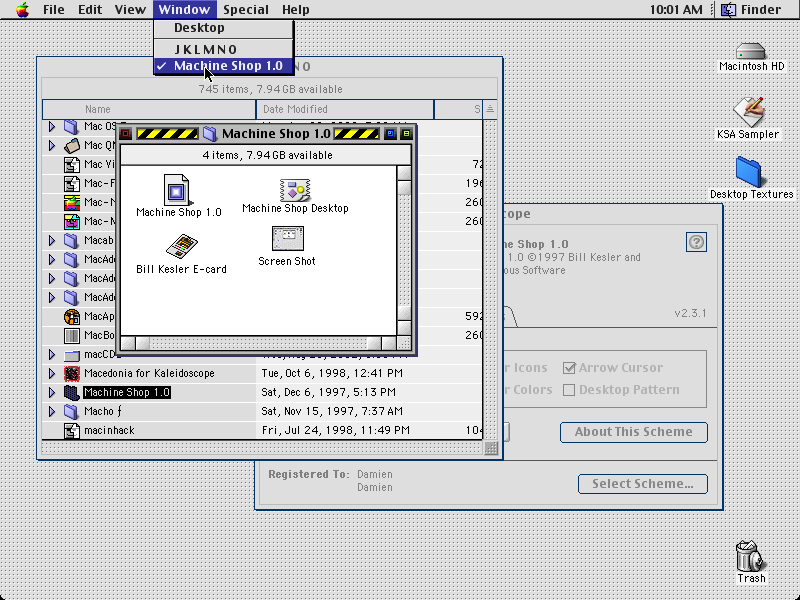 File Edit View Window Special Help 10:01 AM Finder
Desktop
J K L M N O
✓ Machine Shop 1.0
N O
745 items, 7.94 GB available
Name Date Modified S
Mac OS
Mac QN
Mac Vi 72
Mac-F 196
Mac-M 260
Mac-N 260
Macab
MacAd
MacAd
MacAd
MacAp 592
MacBo 260
macCD
Macedonia for Kaleidoscope Tue, Oct 6, 1998, 12:41 PM
Machine Shop 1.0 Sat, Dec 6, 1997, 5:13 PM
Macho ƒ Sat, Nov 15, 1997, 7:37 AM
macinhack Fri, Jul 24, 1998, 11:49 PM 104
Machine Shop 1.0
4 items, 7.94 GB available
Machine Shop 1.0
Machine Shop Desktop
Bill Kesler E-card
Screen Shot
Macintosh HD
KSA Sampler
Desktop Textures
scope
ne Shop 1.0
1.0 ©1997 Bill Kesler and
ous Software
v2.3.1
r Icons Arrow Cursor
r Colors Desktop Pattern
About This Scheme
Registered To: Damien
Damien
Select Scheme...
Trash